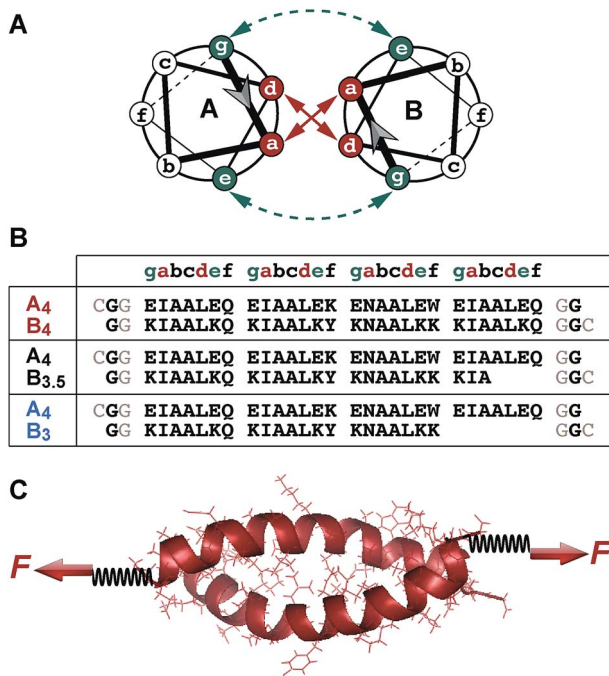 A
g e
c b
d a
f A B f
a d
b c
e g
B
gabcdef gabcdef gabcdef gabcdef
A4 CGG EIAALEQ EIAALEK ENAALEW EIAALEQ GG
B4 GG KIAALKQ KIAALKY KNAALKK KIAALKQ GGC
A4 CGG EIAALEQ EIAALEK ENAALEW EIAALEQ GG
B3.5 GG KIAALKQ KIAALKY KNAALKK KIA GGC
A4 CGG EIAALEQ EIAALEK ENAALEW EIAALEQ GG
B3 GG KIAALKQ KIAALKY KNAALKK GGC
C
F F